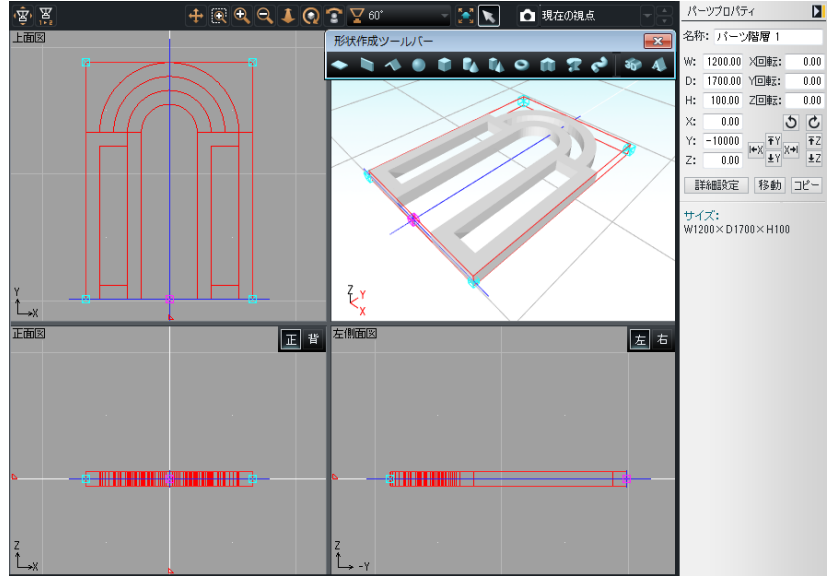 60°
現在の視点
パーツプロパティ
上面図
形状作成ツールバー
名称: パーツ階層 1
W: 1200.00 X回転: 0.00
D: 1700.00 Y回転: 0.00
H: 100.00 Z回転: 0.00
X: 0.00
Y: -10000
Z: 0.00
詳細設定 移動 コピー
サイズ:
W1200×D1700×H100
Y
X
Z
Y
X
正面図
正 背
左側面図
左 右
Z
X
Z
-Y